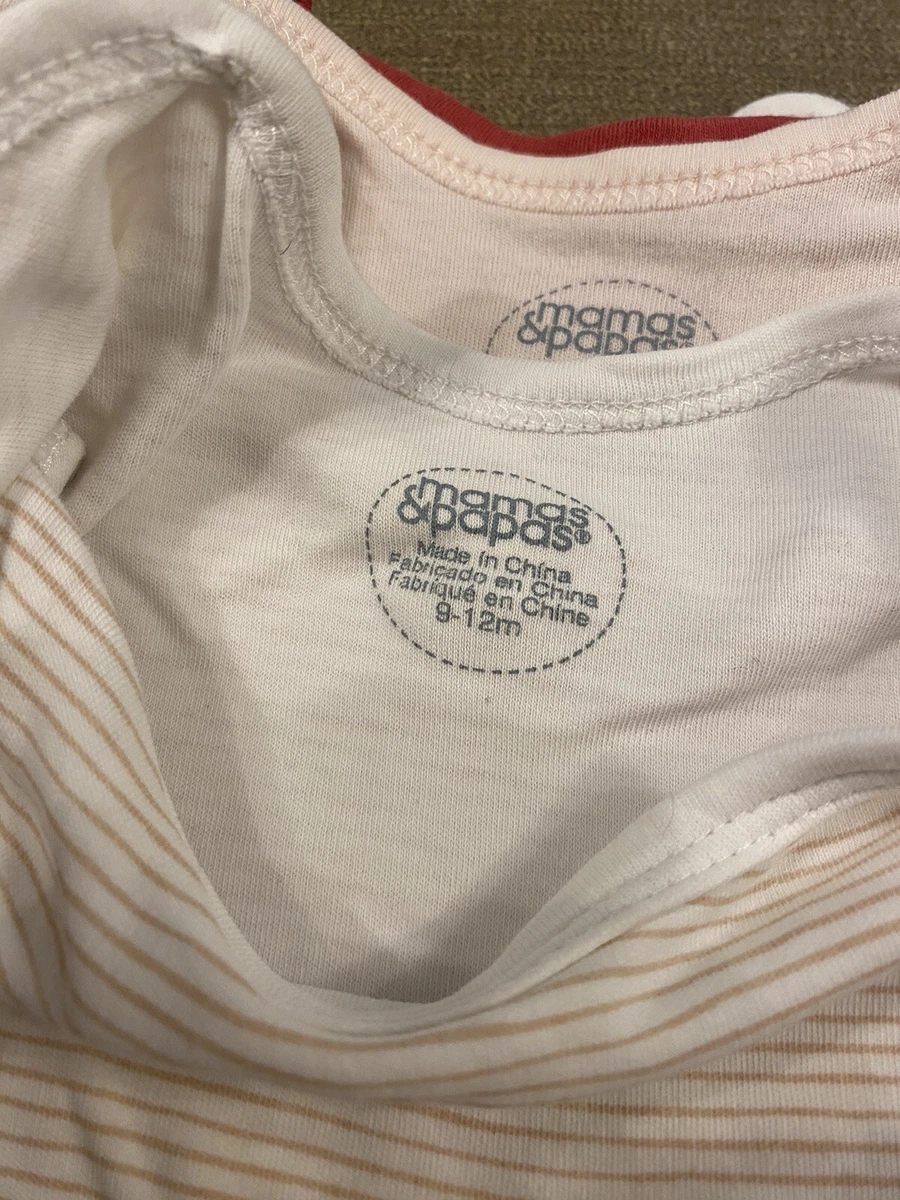 mamas
&papas
mamas
&papas®
Made in China
Fabricado en China
Fabriqué en Chine
9-12m